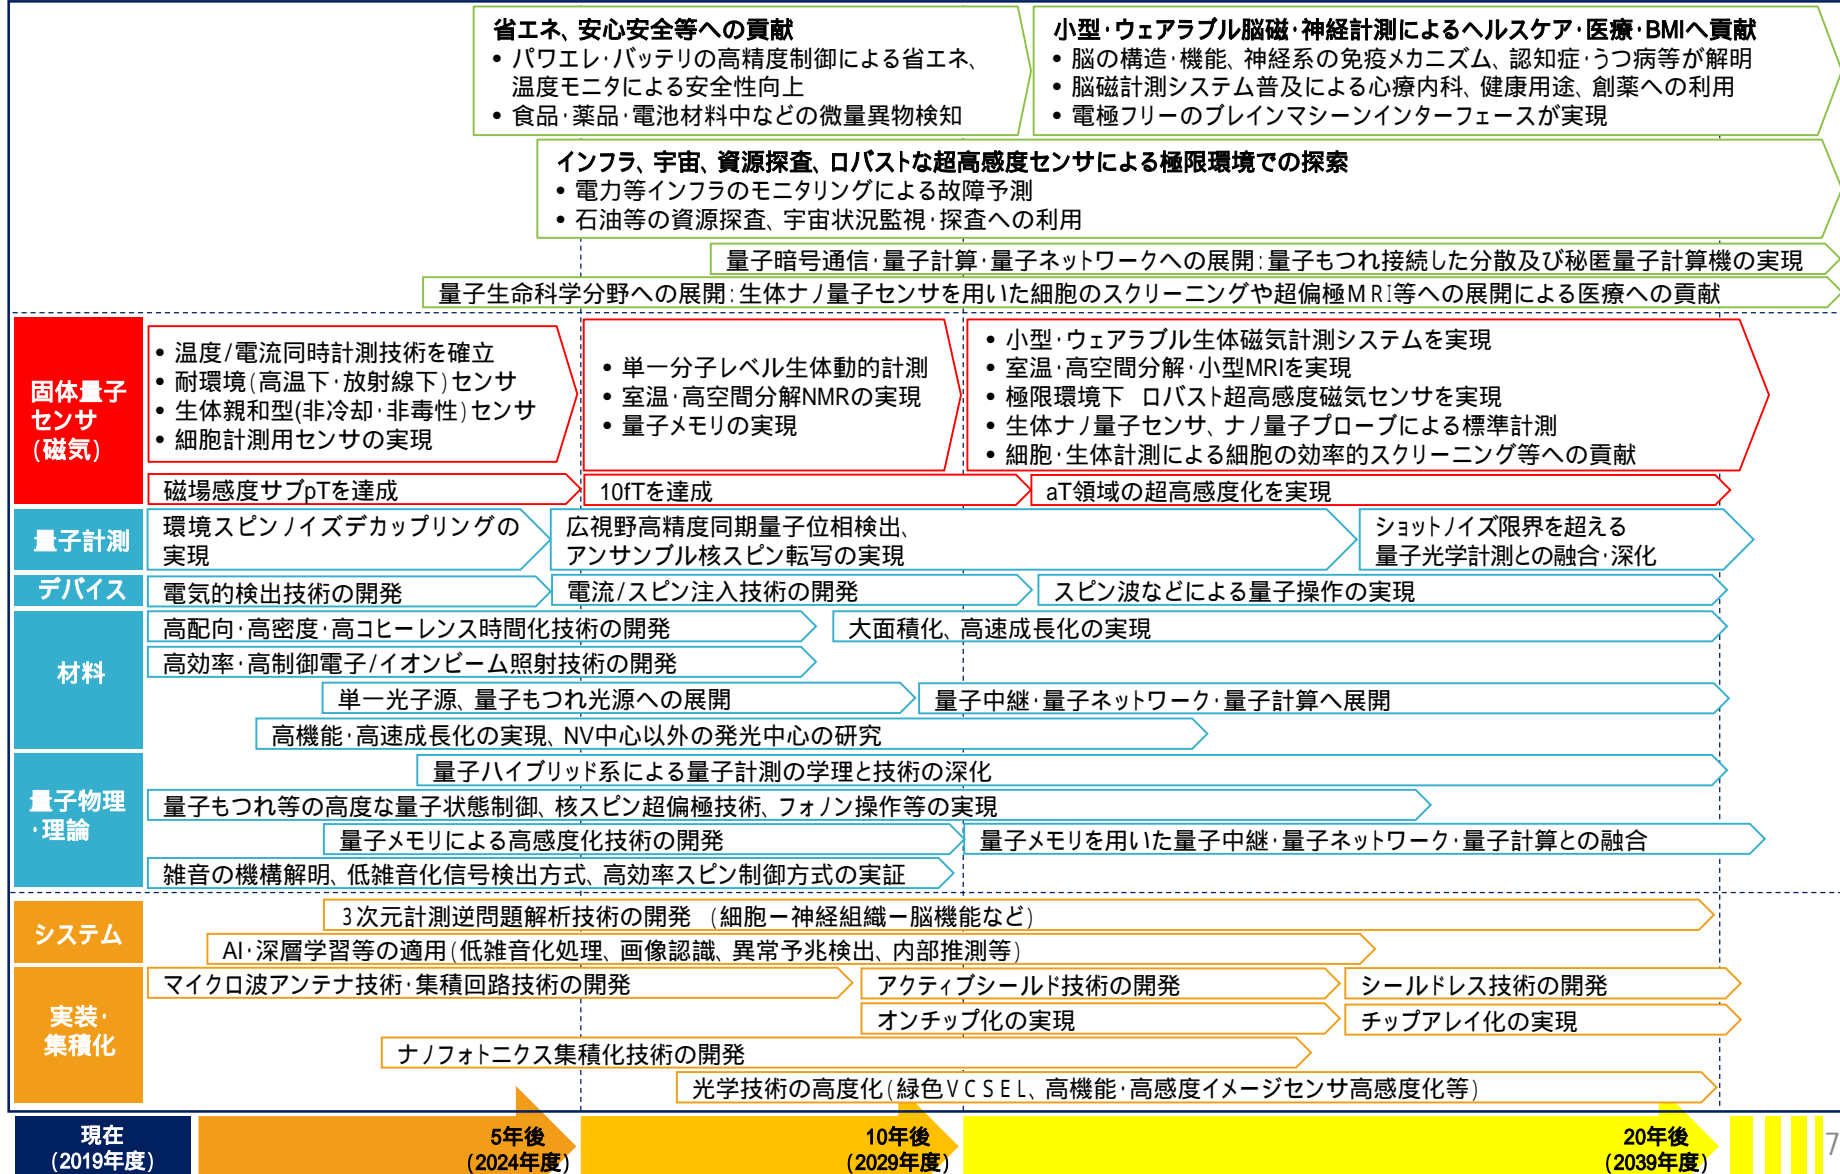 省エネ、安心安全等への貢献
• パワエレ・バッテリの高精度制御による省エネ、
温度モニタによる安全性向上
• 食品・薬品・電池材料中などの微量異物検知
小型・ウェアラブル脳磁・神経計測によるヘルスケア・医療・BMIへ貢献
• 脳の構造・機能、神経系の免疫メカニズム、認知症・うつ病等が解明
• 脳磁計測システム普及による心療内科、健康用途、創薬への利用
• 電極フリーのブレインマシーンインターフェースが実現
インフラ、宇宙、資源探査、ロバストな超高感度センサによる極限環境での探索
• 電力等インフラのモニタリングによる故障予測
• 石油等の資源探査、宇宙状況監視・探査への利用
量子暗号通信・量子計算・量子ネットワークへの展開：量子もつれ接続した分散及び秘匿量子計算機の実現
量子生命科学分野への展開：生体ナノ量子センサを用いた細胞のスクリーニングや超偏極MRI等への展開による医療への貢献
固体量子
センサ
(磁気)
• 温度/電流同時計測技術を確立
• 耐環境(高温下・放射線下)センサ
• 生体親和型(非冷却・非毒性)センサ
• 細胞計測用センサの実現
• 単一分子レベル生体動的計測
• 室温・高空間分解NMRの実現
• 量子メモリの実現
• 小型・ウェアラブル生体磁気計測システムを実現
• 室温・高空間分解・小型MRIを実現
• 極限環境下　ロバスト超高感度磁気センサを実現
• 生体ナノ量子センサ、ナノ量子プローブによる標準計測
• 細胞・生体計測による細胞の効率的スクリーニング等への貢献
磁場感度サブpTを達成
10fTを達成
aT領域の超高感度化を実現
量子計測
環境スピンノイズデカップリングの
実現
広視野高精度同期量子位相検出、
アンサンブル核スピン転写の実現
ショットノイズ限界を超える
量子光学計測との融合・深化
デバイス
電気的検出技術の開発
電流/スピン注入技術の開発
スピン波などによる量子操作の実現
材料
高配向・高密度・高コヒーレンス時間化技術の開発
大面積化、高速成長化の実現
高効率・高制御電子/イオンビーム照射技術の開発
単一光子源、量子もつれ光源への展開
量子中継・量子ネットワーク・量子計算へ展開
高機能・高速成長化の実現、NV中心以外の発光中心の研究
量子物理
・理論
量子ハイブリッド系による量子計測の学理と技術の深化
量子もつれ等の高度な量子状態制御、核スピン超偏極技術、フォノン操作等の実現
量子メモリによる高感度化技術の開発
量子メモリを用いた量子中継・量子ネットワーク・量子計算との融合
雑音の機構解明、低雑音化信号検出方式、高効率スピン制御方式の実証
システム
3次元計測逆問題解析技術の開発　(細胞ー神経組織ー脳機能など)
AI・深層学習等の適用(低雑音化処理、画像認識、異常予兆検出、内部推測等)
実装・
集積化
マイクロ波アンテナ技術・集積回路技術の開発
アクティブシールド技術の開発
シールドレス技術の開発
オンチップ化の実現
チップアレイ化の実現
ナノフォトニクス集積化技術の開発
光学技術の高度化(緑色VCSEL、高機能・高感度イメージセンサ高感度化等)
現在
(2019年度)
5年後
(2024年度)
10年後
(2029年度)
20年後
(2039年度)
7